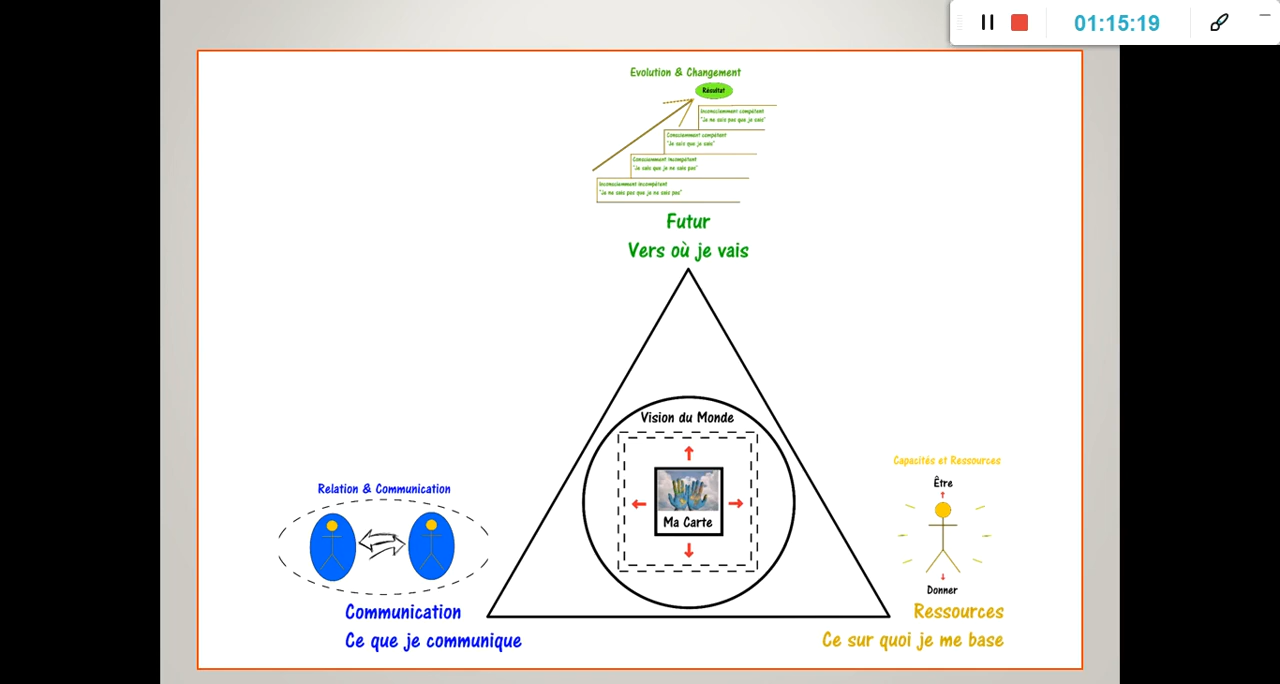 01:15:19
Evolution & Changement
Résultat
Inconsciemment compétent
"Je ne sais pas que je sais"
Consciemment compétent
"Je sais que je sais"
Consciemment incompétent
"Je sais que je ne sais pas"
Inconsciemment incompétent
"Je ne sais pas que je ne sais pas"
Futur
Vers où je vais
Vision du Monde
Ma Carte
Relation & Communication
Communication
Ce que je communique
Capacités et Ressources
Être
Donner
Ressources
Ce sur quoi je me base